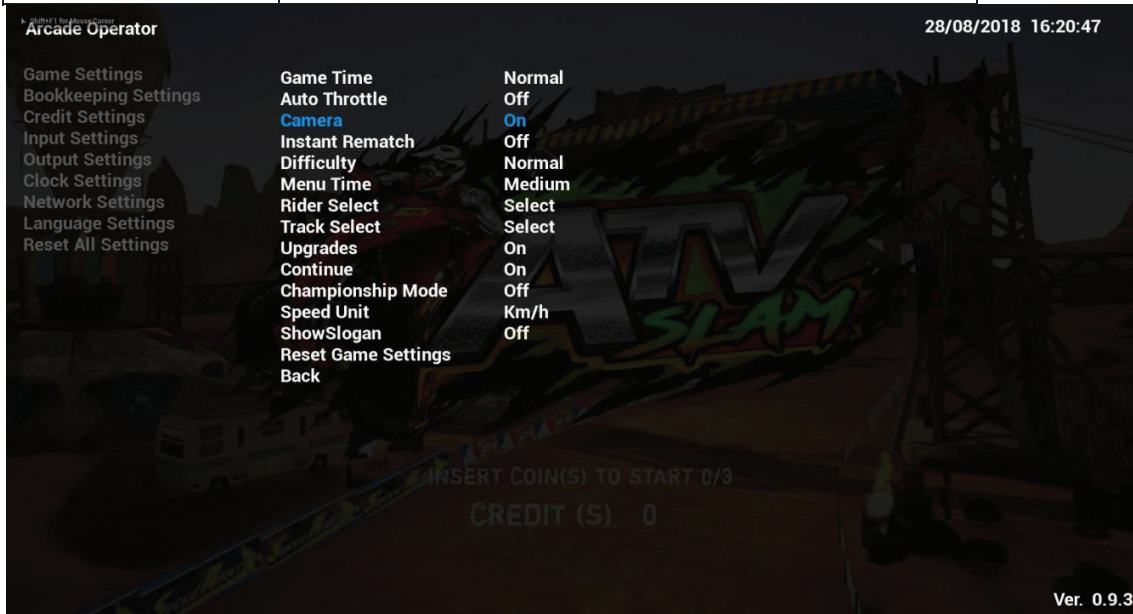 Shift+F1 for Mouse Cursor
Arcade Operator
28/08/2018 16:20:47
Game Settings
Bookkeeping Settings
Credit Settings
Input Settings
Output Settings
Clock Settings
Network Settings
Language Settings
Reset All Settings
Game Time Normal
Auto Throttle Off
Camera On
Instant Rematch Off
Difficulty Normal
Menu Time Medium
Rider Select Select
Track Select Select
Upgrades On
Continue On
Championship Mode Off
Speed Unit Km/h
ShowSlogan Off
Reset Game Settings
Back
ATV
SLAM
INSERT COIN(S) TO START 0/3
CREDIT (S) 0
Ver. 0.9.3